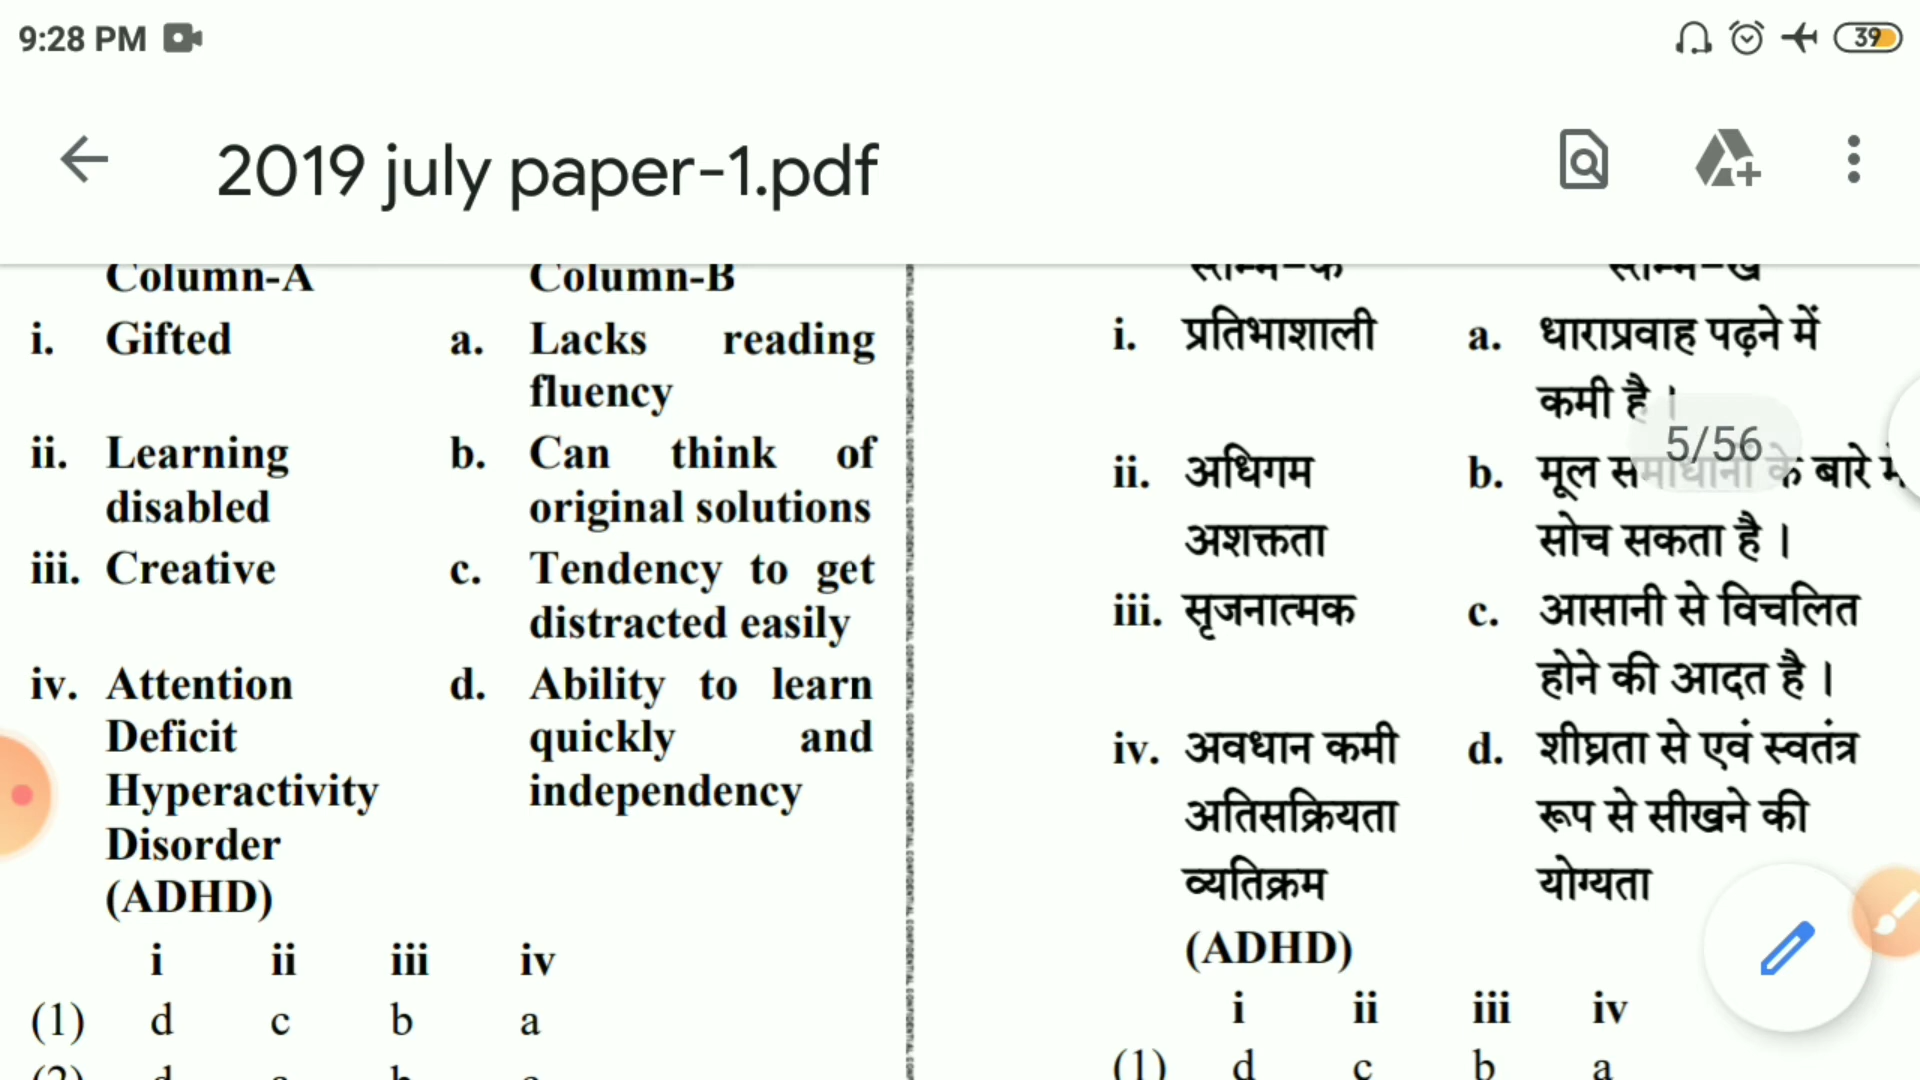 9:28 PM
39
2019 july paper-1.pdf
Column-A Column-B
i. Gifted a. Lacks reading
fluency
ii. Learning b. Can think of
disabled original solutions
iii. Creative c. Tendency to get
distracted easily
iv. Attention d. Ability to learn
Deficit quickly and
Hyperactivity independency
Disorder
(ADHD)
i ii iii iv
(1) d c b a
स्तम्भ-क स्तम्भ-ख
i. प्रतिभाशाली a. धाराप्रवाह पढ़ने में
कमी है ।
5/56
ii. अधिगम b. मूल समाधानों के बारे में
अशक्तता सोच सकता है ।
iii. सृजनात्मक c. आसानी से विचलित
होने की आदत है ।
iv. अवधान कमी d. शीघ्रता से एवं स्वतंत्र
अतिसक्रियता रूप से सीखने की
व्यतिक्रम योग्यता
(ADHD)
i ii iii iv
(1) d c b a